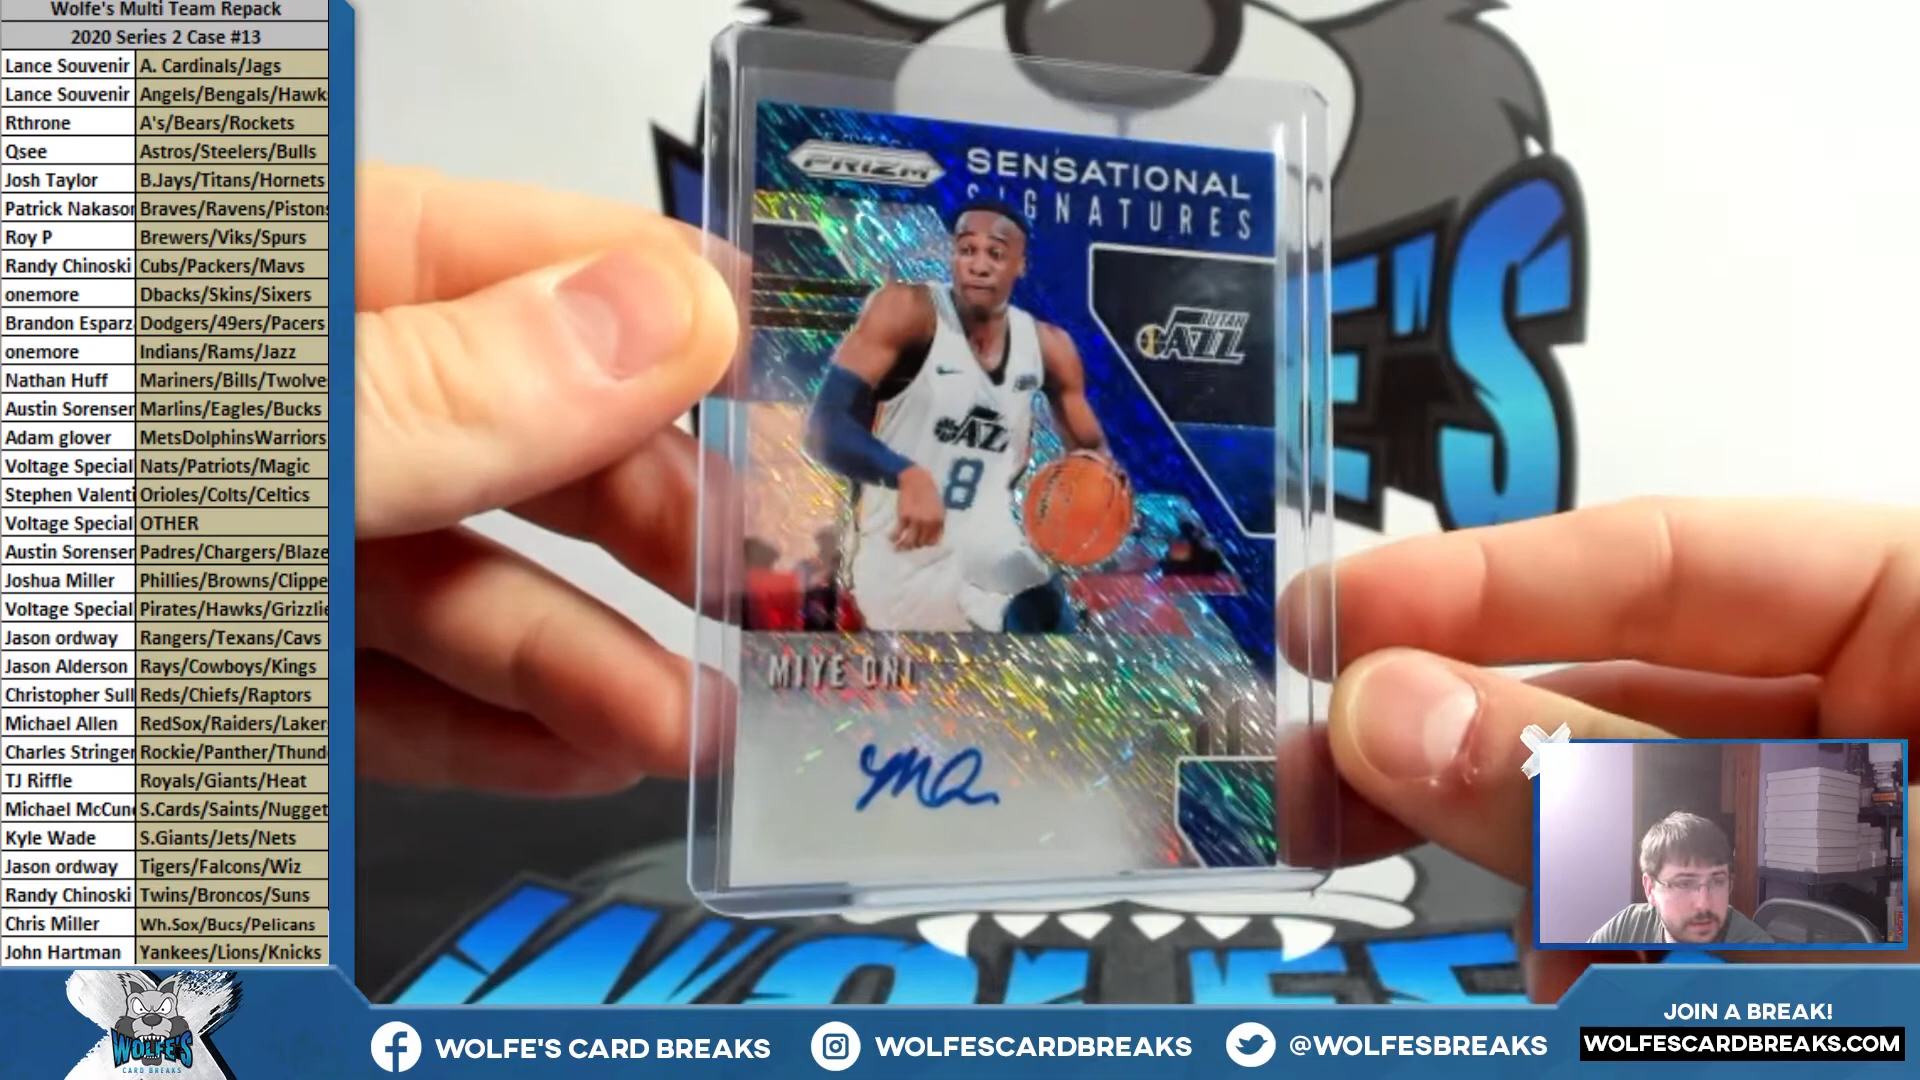 Wolfe's Multi Team Repack
2020 Series 2 Case #13
Lance Souvenir A. Cardinals/Jags
Lance Souvenir Angels/Bengals/Hawk
Rthrone A's/Bears/Rockets
Qsee Astros/Steelers/Bulls
Josh Taylor B.Jays/Titans/Hornets
Patrick Nakason Braves/Ravens/Pistons
Roy P Brewers/Viks/Spurs
Randy Chinoski Cubs/Packers/Mavs
onemore Dbacks/Skins/Sixers
Brandon Esparz Dodgers/49ers/Pacers
onemore Indians/Rams/Jazz
Nathan Huff Mariners/Bills/Twolve
Austin Sorensen Marlins/Eagles/Bucks
Adam glover MetsDolphinsWarriors
Voltage Special Nats/Patriots/Magic
Stephen Valenti Orioles/Colts/Celtics
Voltage Special OTHER
Austin Sorensen Padres/Chargers/Blaze
Joshua Miller Phillies/Browns/Clippe
Voltage Special Pirates/Hawks/Grizzlie
Jason ordway Rangers/Texans/Cavs
Jason Alderson Rays/Cowboys/Kings
Christopher Sull Reds/Chiefs/Raptors
Michael Allen RedSox/Raiders/Laker
Charles Stringer Rockie/Panther/Thund
TJ Riffle Royals/Giants/Heat
Michael McCun S.Cards/Saints/Nugget
Kyle Wade S.Giants/Jets/Nets
Jason ordway Tigers/Falcons/Wiz
Randy Chinoski Twins/Broncos/Suns
Chris Miller Wh.Sox/Bucs/Pelicans
John Hartman Yankees/Lions/Knicks
PRIZM
SENSATIONAL
SIGNATURES
UTAH
JAZZ
8
MIYE ONI
WOLFE'S
CARD BREAKS
WOLFE'S CARD BREAKS
WOLFESCARDBREAKS
@WOLFESBREAKS
JOIN A BREAK!
WOLFESCARDBREAKS.COM